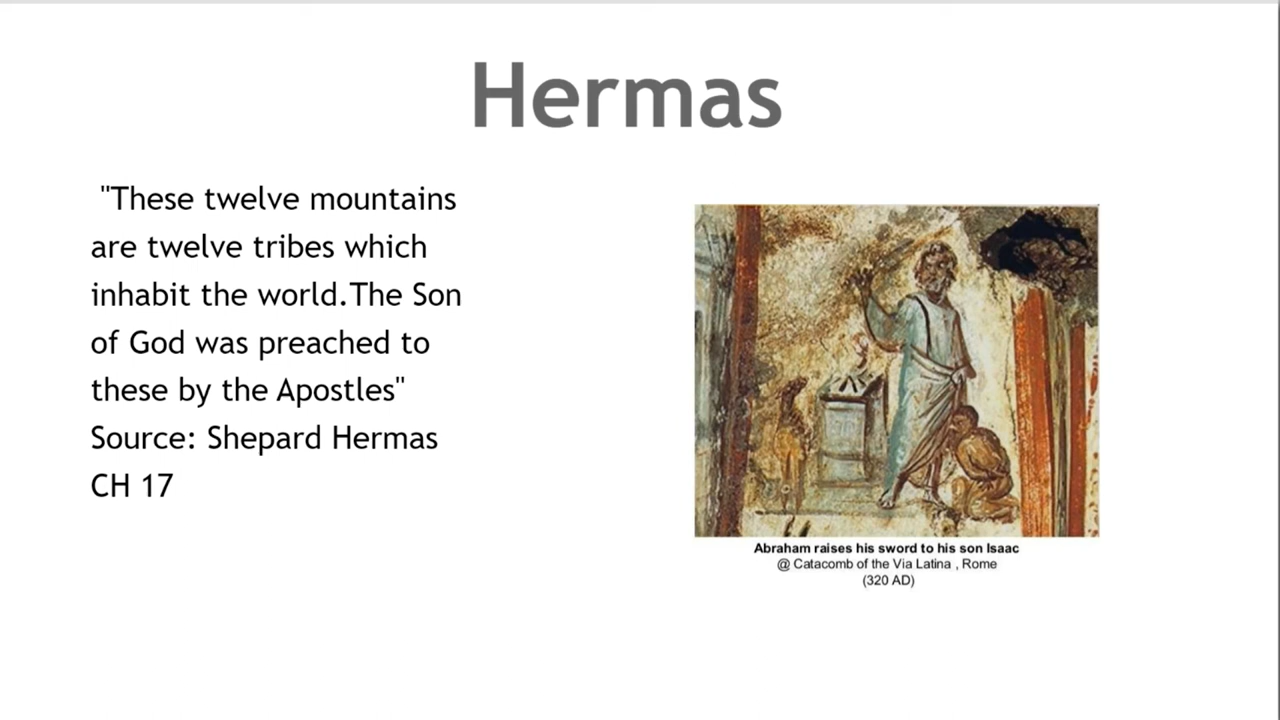 Hermas
"These twelve mountains
are twelve tribes which
inhabit the world.The Son
of God was preached to
these by the Apostles"
Source: Shepard Hermas
CH 17
Abraham raises his sword to his son Isaac
@ Catacomb of the Via Latina , Rome
(320 AD)